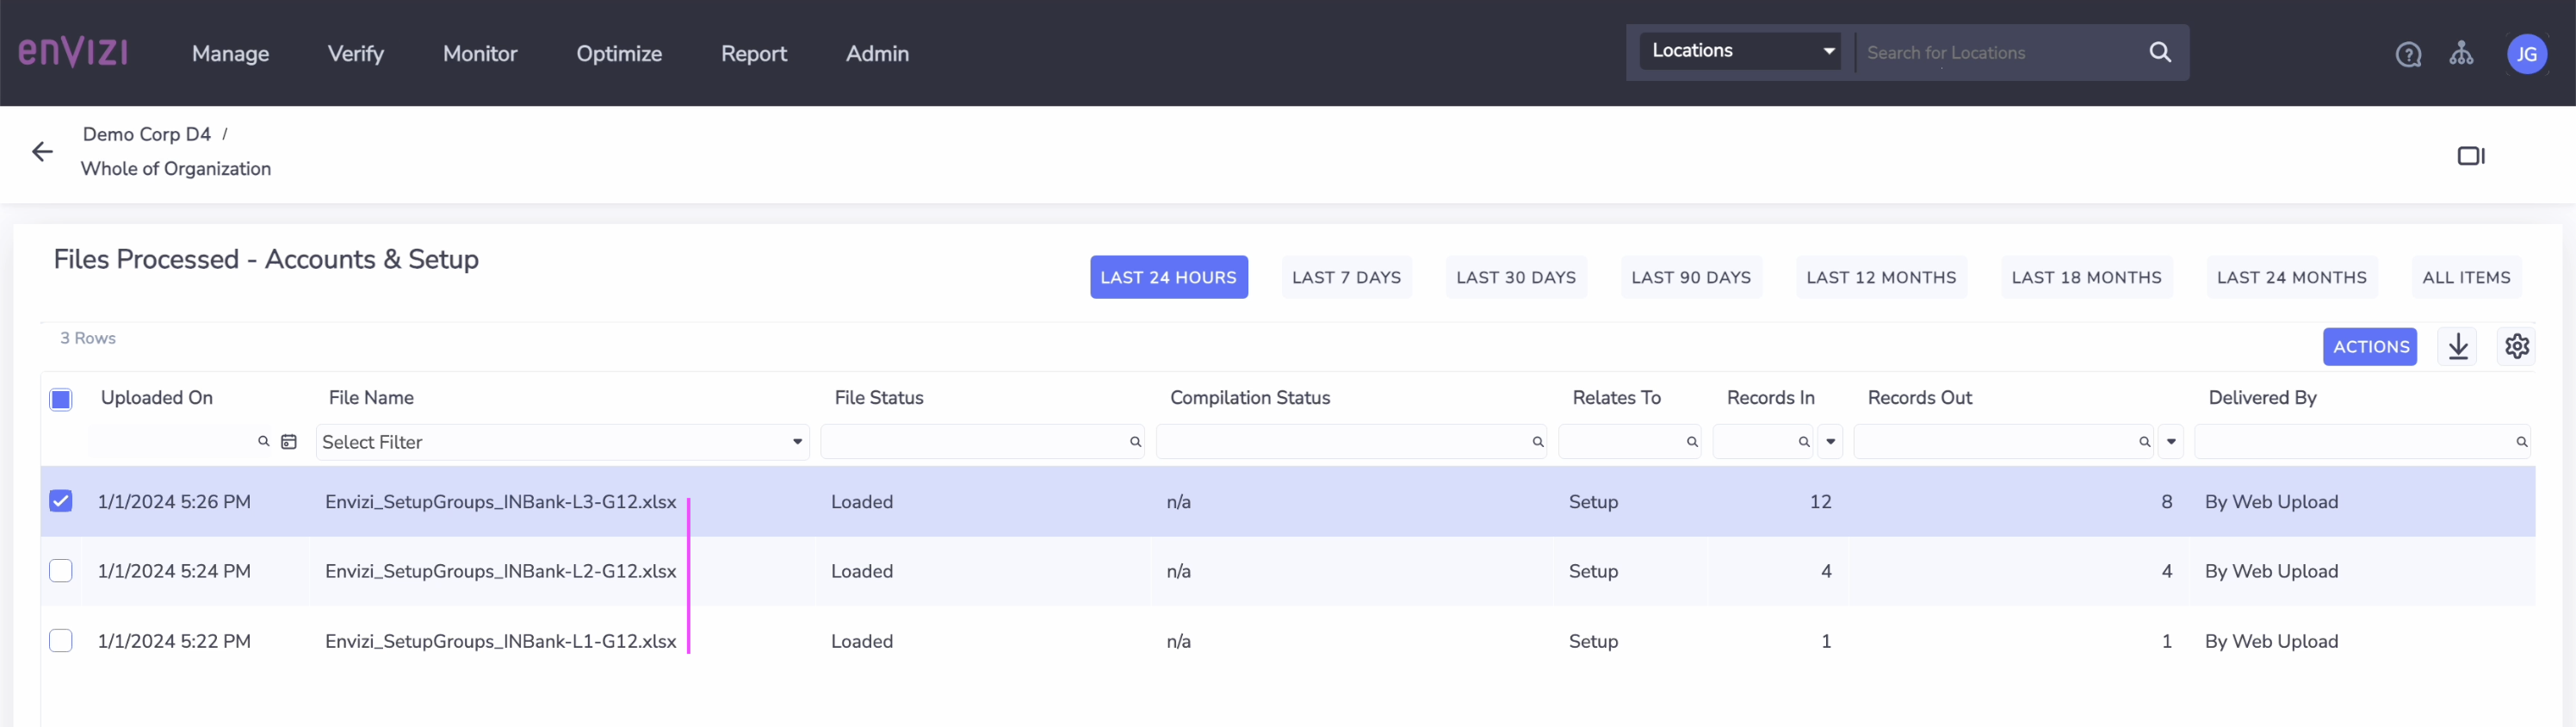 enVIZI Manage Verify Monitor Optimize Report Admin Locations Search for Locations JG
Demo Corp D4 /
Whole of Organization
Files Processed - Accounts & Setup
LAST 24 HOURS LAST 7 DAYS LAST 30 DAYS LAST 90 DAYS LAST 12 MONTHS LAST 18 MONTHS LAST 24 MONTHS ALL ITEMS
3 Rows
ACTIONS
Uploaded On File Name File Status Compilation Status Relates To Records In Records Out Delivered By
Select Filter
1/1/2024 5:26 PM Envizi_SetupGroups_INBank-L3-G12.xlsx Loaded n/a Setup 12 8 By Web Upload
1/1/2024 5:24 PM Envizi_SetupGroups_INBank-L2-G12.xlsx Loaded n/a Setup 4 4 By Web Upload
1/1/2024 5:22 PM Envizi_SetupGroups_INBank-L1-G12.xlsx Loaded n/a Setup 1 1 By Web Upload